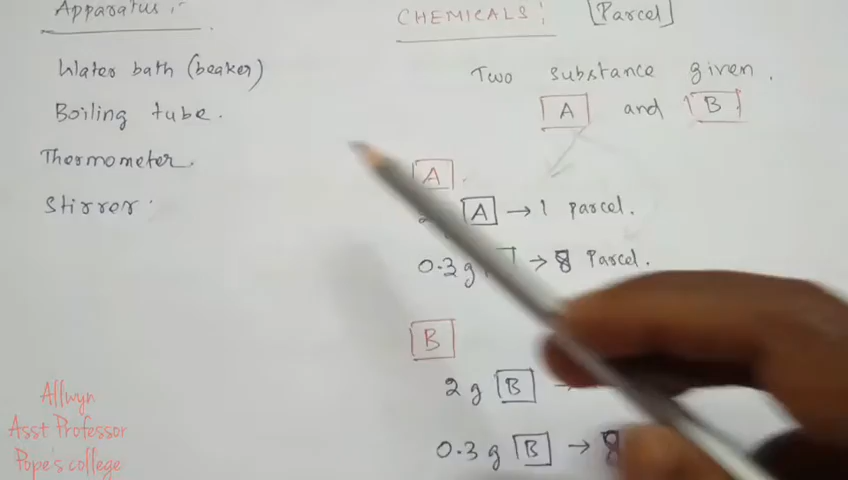 Apparatus :-
Water bath (beaker)
Boiling tube.
Thermometer.
Stirrer.
CHEMICALS : [Parcel]
Two substance given.
A and B
A
A → 1 parcel.
0.3 g → 8 Parcel.
B
2 g B →
0.3 g B → 8
Allwyn
Asst Professor
Pope's college